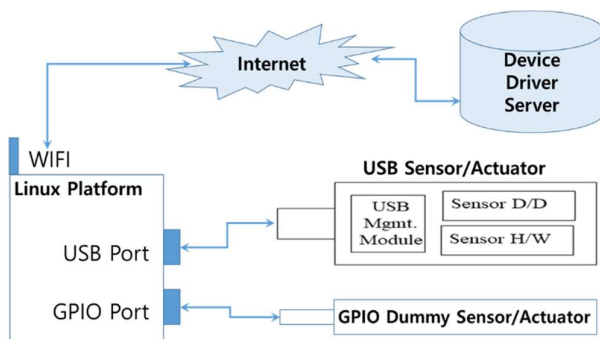 Internet
Device
Driver
Server
WIFI
Linux Platform
USB Port
GPIO Port
USB Sensor/Actuator
USB
Mgmt.
Module
Sensor D/D
Sensor H/W
GPIO Dummy Sensor/Actuator